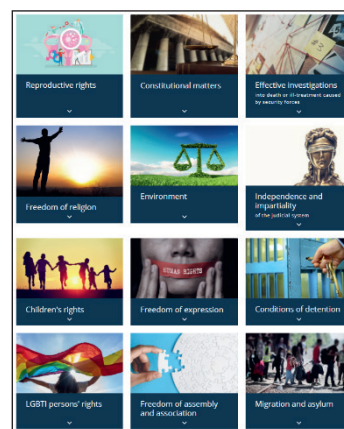 Reproductive rights
Constitutional matters
Effective investigations
into death or ill-treatment caused
by security forces
Freedom of religion
Environment
Independence and
impartiality
of the judicial system
Children's rights
HUMAN RIGHTS
Freedom of expression
Conditions of detention
LGBTI persons' rights
Freedom of assembly
and association
Migration and asylum